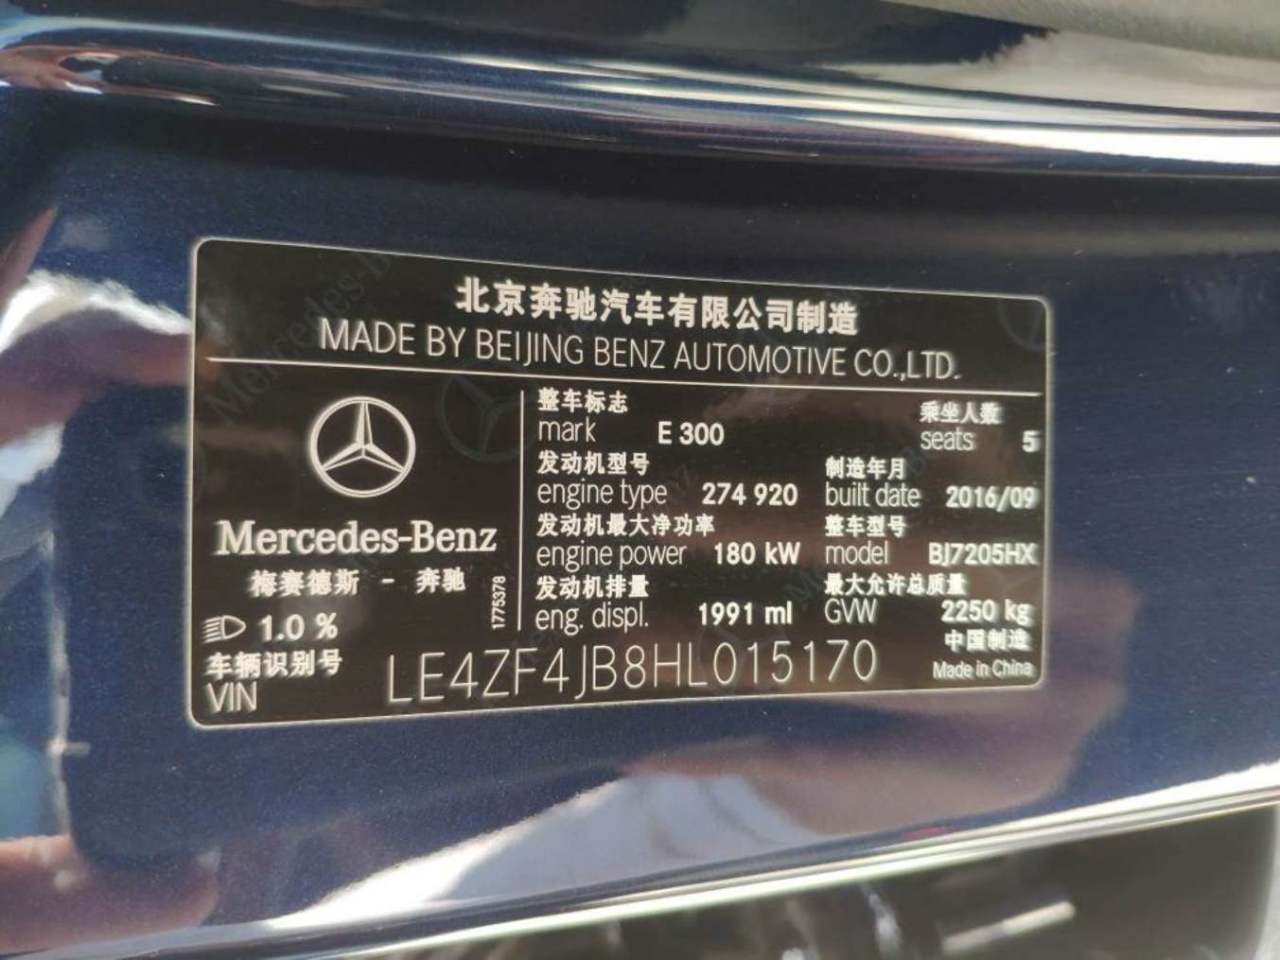 北京奔驰汽车有限公司制造
MADE BY BEIJING BENZ AUTOMOTIVE CO.,LTD.
Mercedes-Benz
梅赛德斯 - 奔驰
1775378
1.0 %
整车标志
mark E 300
乘坐人数
seats 5
发动机型号
engine type 274 920
制造年月
built date 2016/09
发动机最大净功率
engine power 180 kW
整车型号
model BJ7205HX
发动机排量
eng. displ. 1991 ml
最大允许总质量
GVW 2250 kg
中国制造
Made in China
车辆识别号
VIN LE4ZF4JB8HL015170